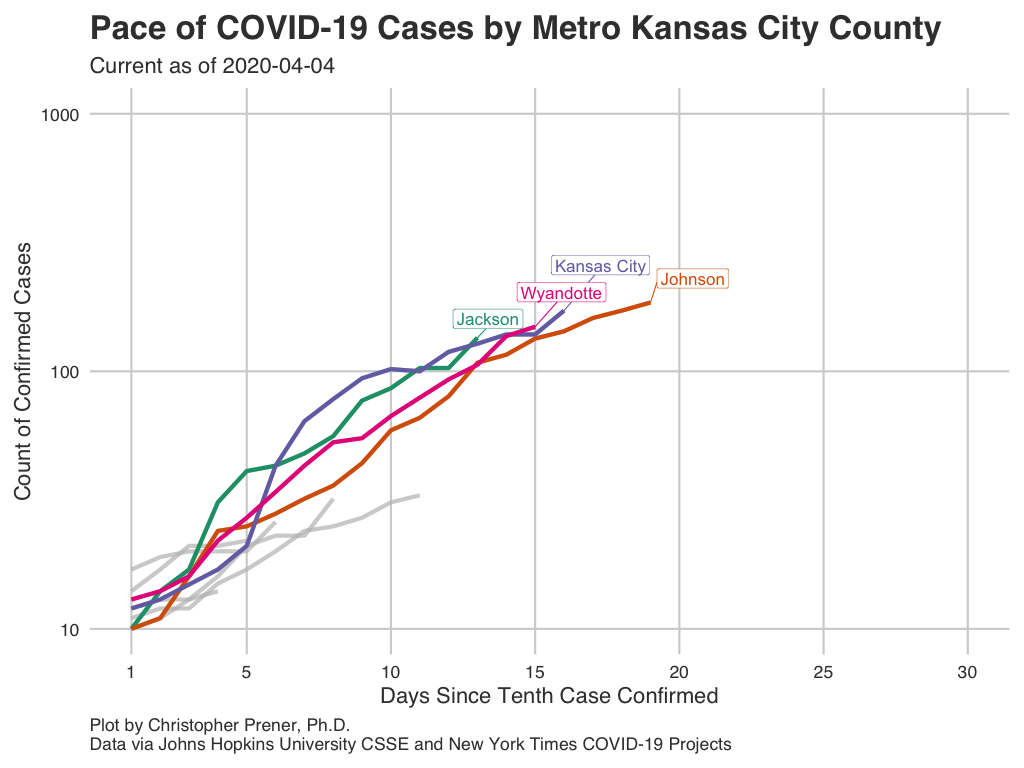 Pace of COVID-19 Cases by Metro Kansas City County
Current as of 2020-04-04
Count of Confirmed Cases
1000
100
10
Kansas City
Johnson
Wyandotte
Jackson
1 5 10 15 20 25 30
Days Since Tenth Case Confirmed
Plot by Christopher Prener, Ph.D.
Data via Johns Hopkins University CSSE and New York Times COVID-19 Projects